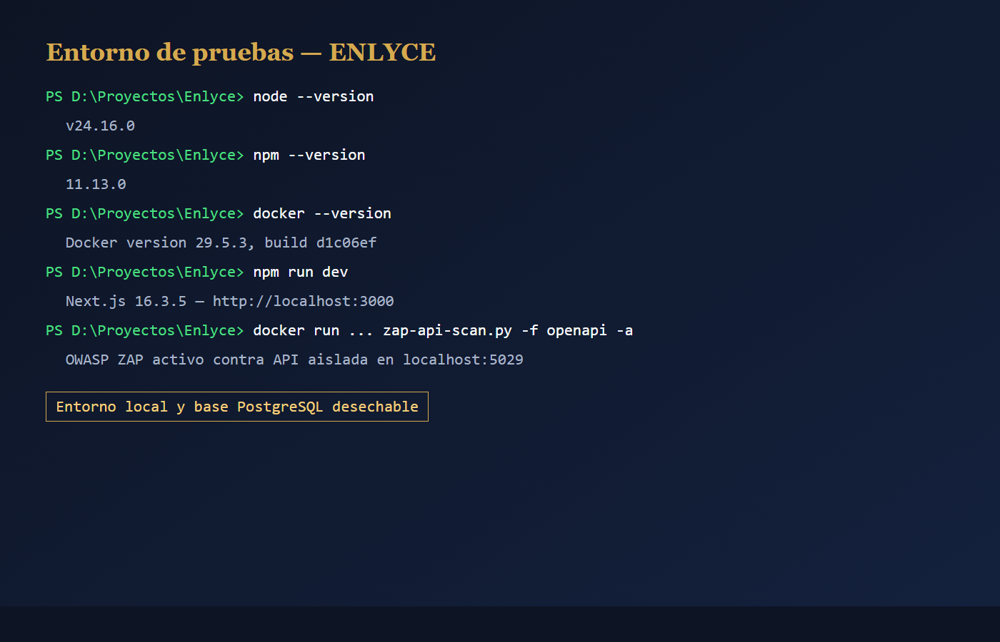 Entorno de pruebas — ENLYCE
PS D:\Proyectos\Enlyce> node --version
v24.16.0
PS D:\Proyectos\Enlyce> npm --version
11.13.0
PS D:\Proyectos\Enlyce> docker --version
Docker version 29.5.3, build d1c06ef
PS D:\Proyectos\Enlyce> npm run dev
Next.js 16.3.5 — http://localhost:3000
PS D:\Proyectos\Enlyce> docker run ... zap-api-scan.py -f openapi -a
OWASP ZAP activo contra API aislada en localhost:5029
Entorno local y base PostgreSQL desechable